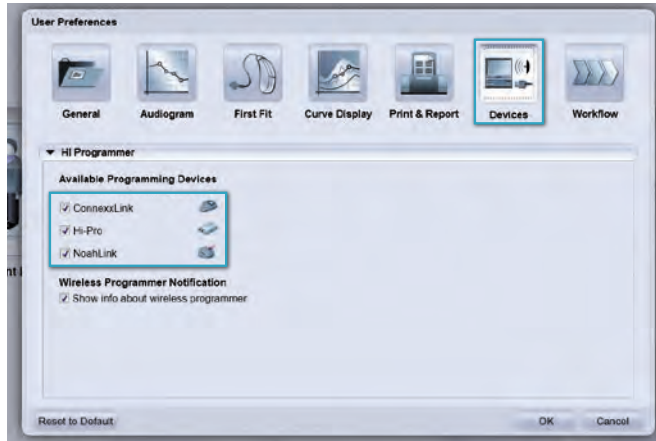 User Preferences
General Audiogram First Fit Curve Display Print & Report Devices Workflow
HI Programmer
Available Programming Devices
ConnexxLink
Hi-Pro
NoahLink
Wireless Programmer Notification
Show info about wireless programmer
Reset to Default OK Cancel